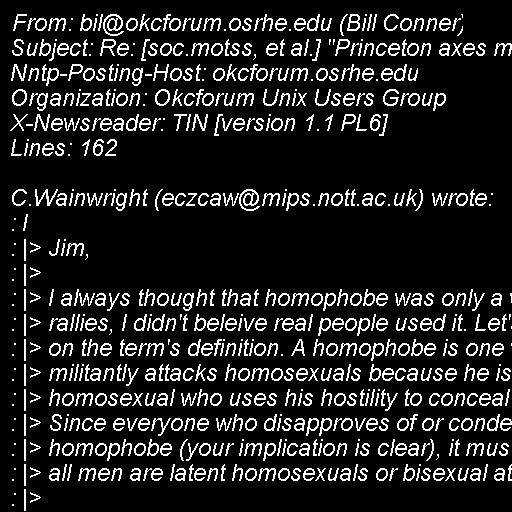 From: bil@okcforum.osrhe.edu (Bill Conner)
Subject: Re: [soc.motss, et al.] "Princeton axes m
Nntp-Posting-Host: okcforum.osrhe.edu
Organization: Okcforum Unix Users Group
X-Newsreader: TIN [version 1.1 PL6]
Lines: 162

C.Wainwright (eczcaw@mips.nott.ac.uk) wrote:
: I
: |> Jim,
: |>
: |> I always thought that homophobe was only a
: |> rallies, I didn't beleive real people used it. Let'
: |> on the term's definition. A homophobe is one
: |> militantly attacks homosexuals because he is
: |> homosexual who uses his hostility to conceal
: |> Since everyone who disapproves of or conde
: |> homophobe (your implication is clear), it mus
: |> all men are latent homosexuals or bisexual at
: |>